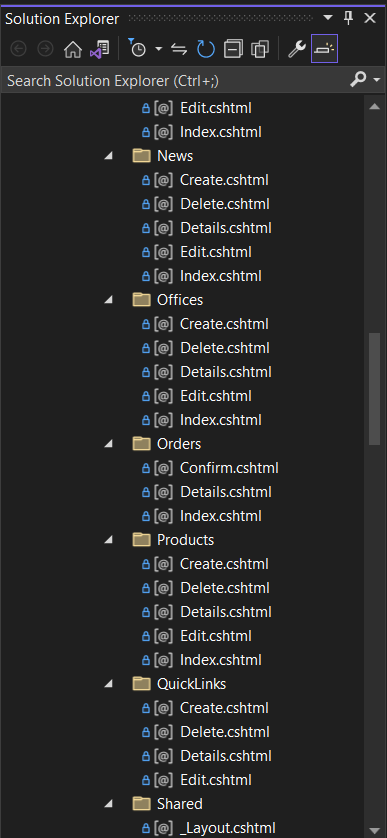 Solution Explorer
Search Solution Explorer (Ctrl+;)
Edit.cshtml
Index.cshtml
News
Create.cshtml
Delete.cshtml
Details.cshtml
Edit.cshtml
Index.cshtml
Offices
Create.cshtml
Delete.cshtml
Details.cshtml
Edit.cshtml
Index.cshtml
Orders
Confirm.cshtml
Details.cshtml
Index.cshtml
Products
Create.cshtml
Delete.cshtml
Details.cshtml
Edit.cshtml
Index.cshtml
QuickLinks
Create.cshtml
Delete.cshtml
Details.cshtml
Edit.cshtml
Shared
_Layout.cshtml